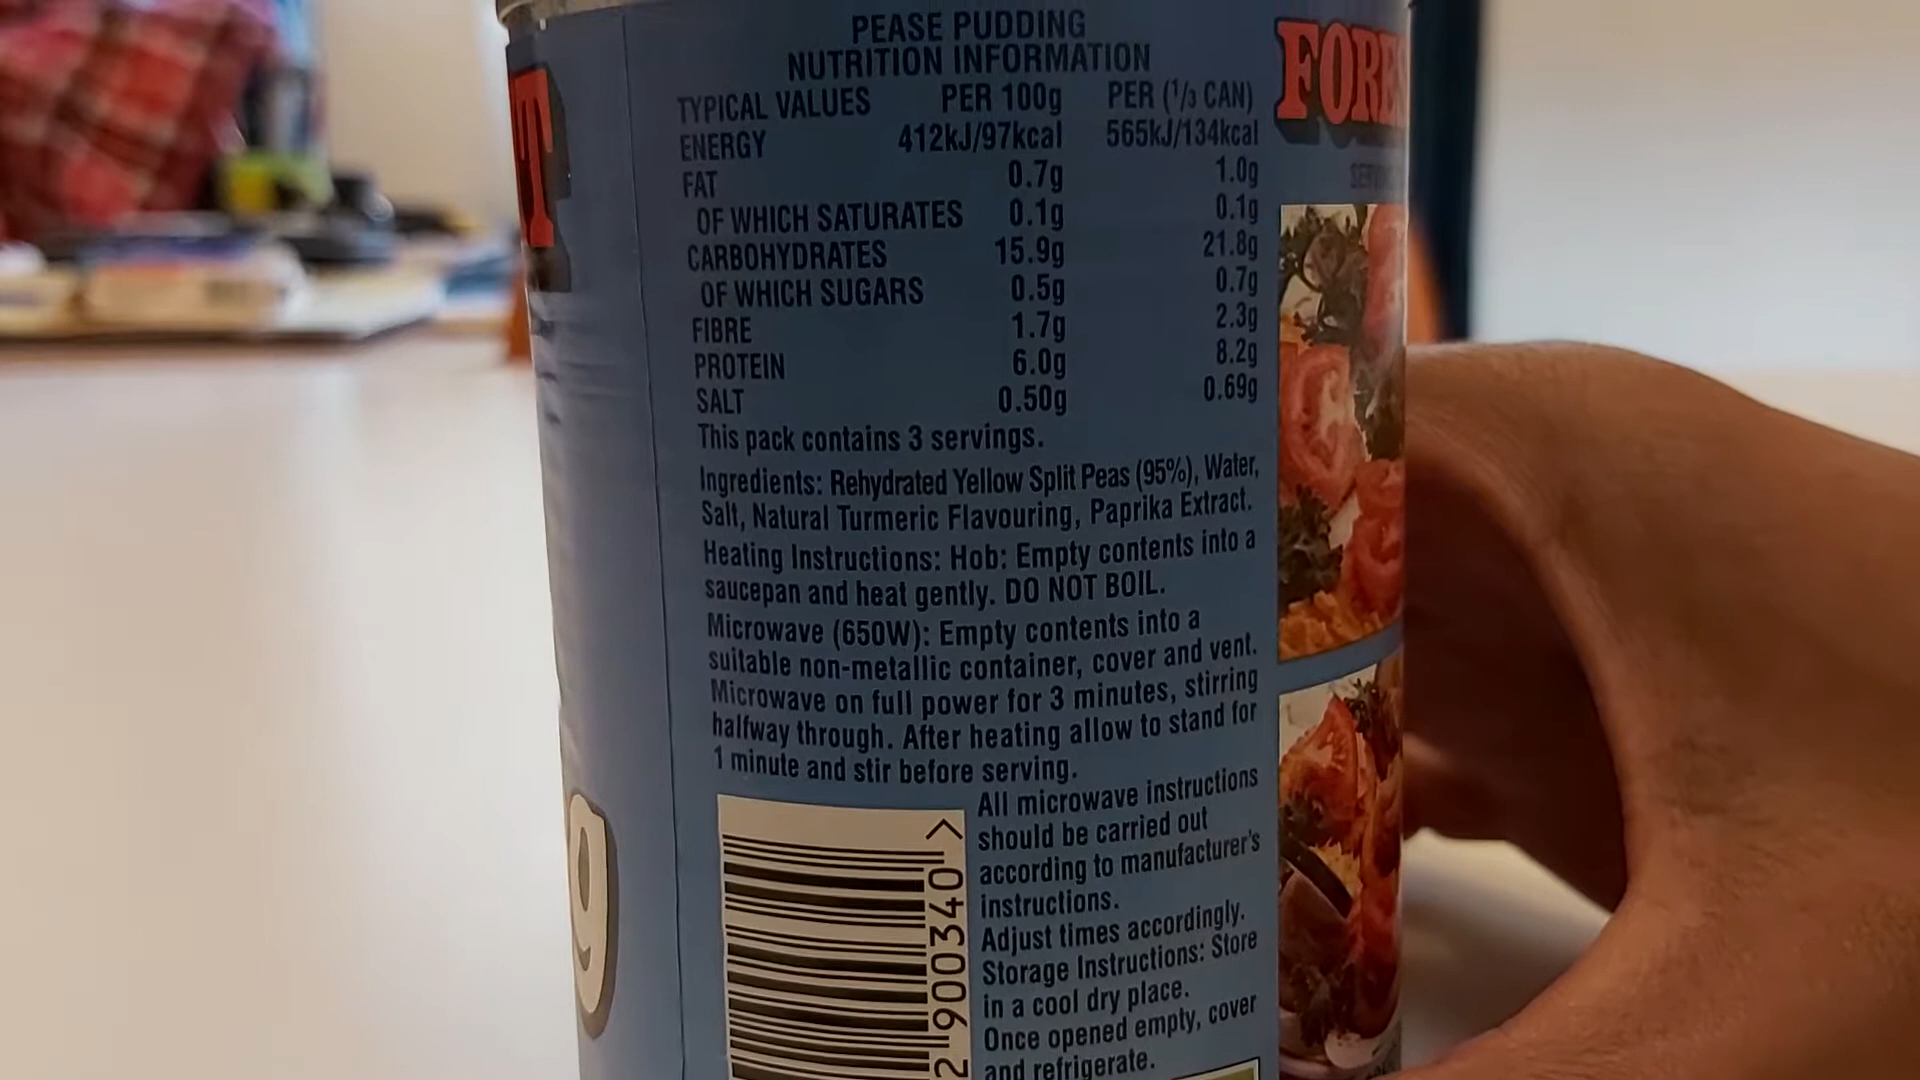 PEASE PUDDING
NUTRITION INFORMATION
TYPICAL VALUES PER 100g PER (1/3 CAN)
ENERGY 412kJ/97kcal 565kJ/134kcal
FAT 0.7g 1.0g
OF WHICH SATURATES 0.1g 0.1g
CARBOHYDRATES 15.9g 21.8g
OF WHICH SUGARS 0.5g 0.7g
FIBRE 1.7g 2.3g
PROTEIN 6.0g 8.2g
SALT 0.50g 0.69g
This pack contains 3 servings.
Ingredients: Rehydrated Yellow Split Peas (95%), Water,
Salt, Natural Turmeric Flavouring, Paprika Extract.
Heating Instructions: Hob: Empty contents into a
saucepan and heat gently. DO NOT BOIL.
Microwave (650W): Empty contents into a
suitable non-metallic container, cover and vent.
Microwave on full power for 3 minutes, stirring
halfway through. After heating allow to stand for
1 minute and stir before serving.
All microwave instructions
should be carried out
according to manufacturer's
instructions.
Adjust times accordingly.
Storage Instructions: Store
in a cool dry place.
Once opened empty, cover
and refrigerate.
2 900340 >
T
g
FORE